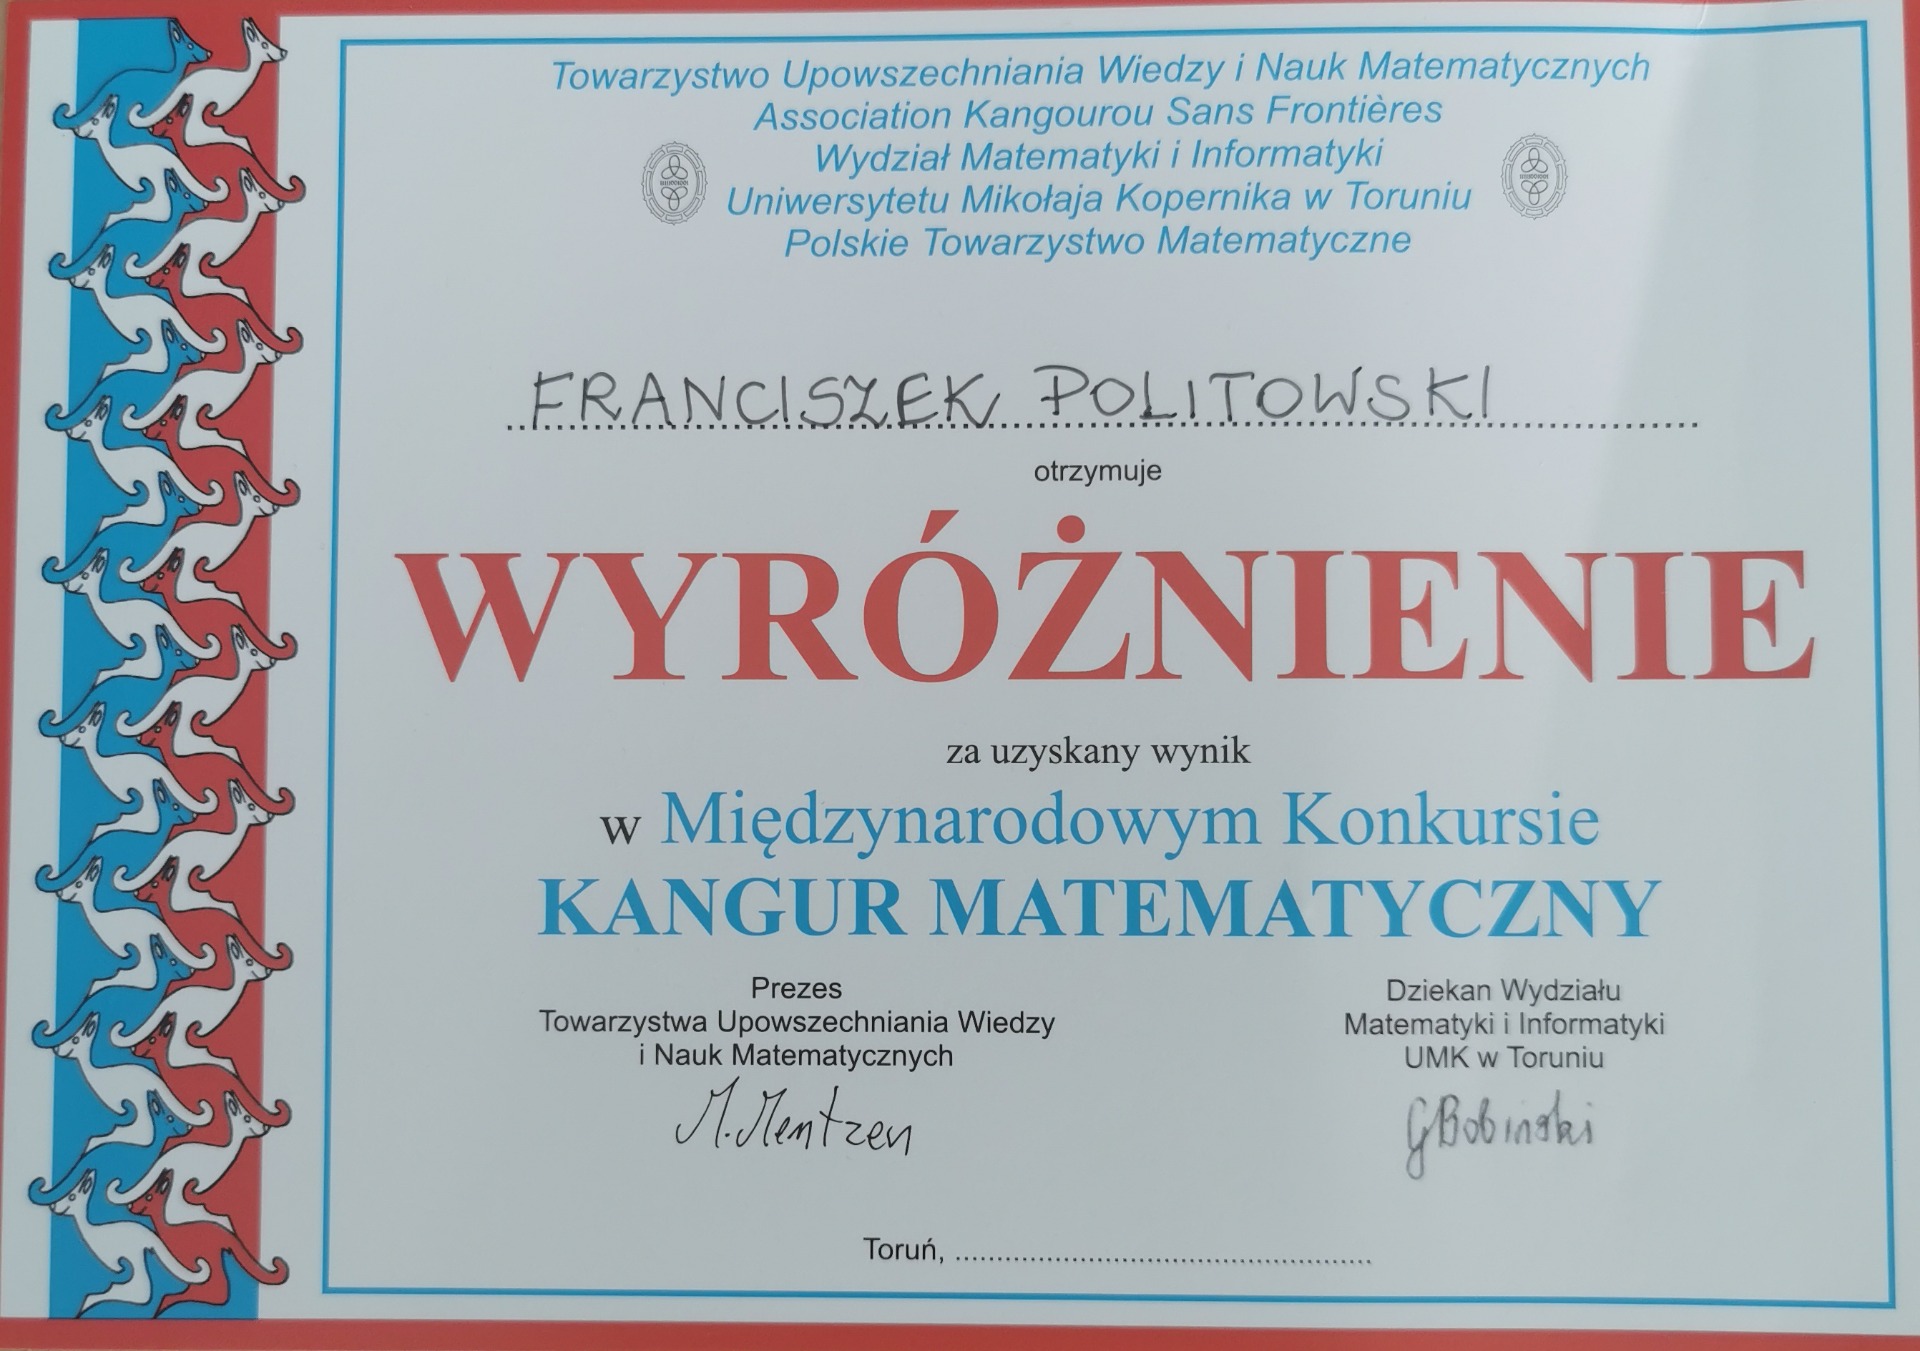 Towarzystwo Upowszechniania Wiedzy i Nauk Matematycznych
Association Kangourou Sans Frontières
Wydział Matematyki i Informatyki
Uniwersytetu Mikołaja Kopernika w Toruniu
Polskie Towarzystwo Matematyczne
FRANCISZEK POLITOWSKI
otrzymuje
WYRÓŻNIENIE
za uzyskany wynik
w Międzynarodowym Konkursie
KANGUR MATEMATYCZNY
Prezes
Towarzystwa Upowszechniania Wiedzy
i Nauk Matematycznych
M. Mentzen
Dziekan Wydziału
Matematyki i Informatyki
UMK w Toruniu
G Bobiński
Toruń, ..................................................